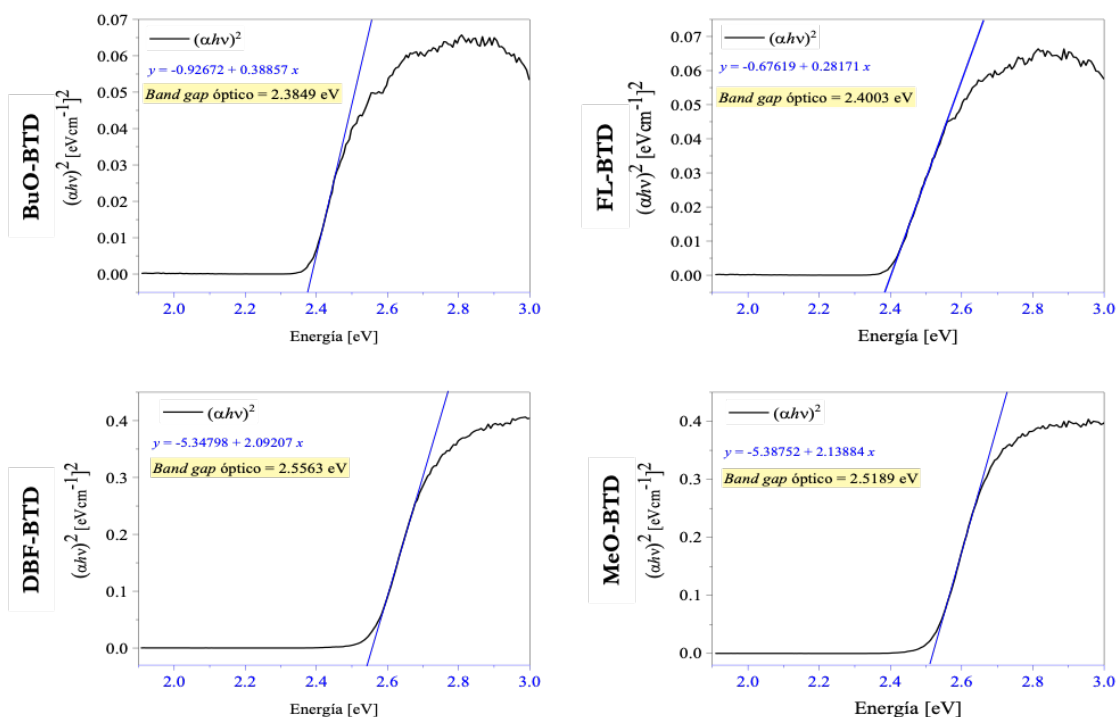 BuO-BTD
(αhν)² [eVcm⁻¹]²
0.07
0.06
0.05
0.04
0.03
0.02
0.01
0.00
(αhν)²
y = -0.92672 + 0.38857 x
Band gap óptico = 2.3849 eV
2.0 2.2 2.4 2.6 2.8 3.0
Energía [eV]
FL-BTD
(αhν)² [eVcm⁻¹]²
0.07
0.06
0.05
0.04
0.03
0.02
0.01
0.00
(αhν)²
y = -0.67619 + 0.28171 x
Band gap óptico = 2.4003 eV
2.0 2.2 2.4 2.6 2.8 3.0
Energía [eV]
DBF-BTD
(αhν)² [eVcm⁻¹]²
0.4
0.3
0.2
0.1
0.0
(αhν)²
y = -5.34798 + 2.09207 x
Band gap óptico = 2.5563 eV
2.0 2.2 2.4 2.6 2.8 3.0
Energía [eV]
MeO-BTD
(αhν)² [eVcm⁻¹]²
0.4
0.3
0.2
0.1
0.0
(αhν)²
y = -5.38752 + 2.13884 x
Band gap óptico = 2.5189 eV
2.0 2.2 2.4 2.6 2.8 3.0
Energía [eV]